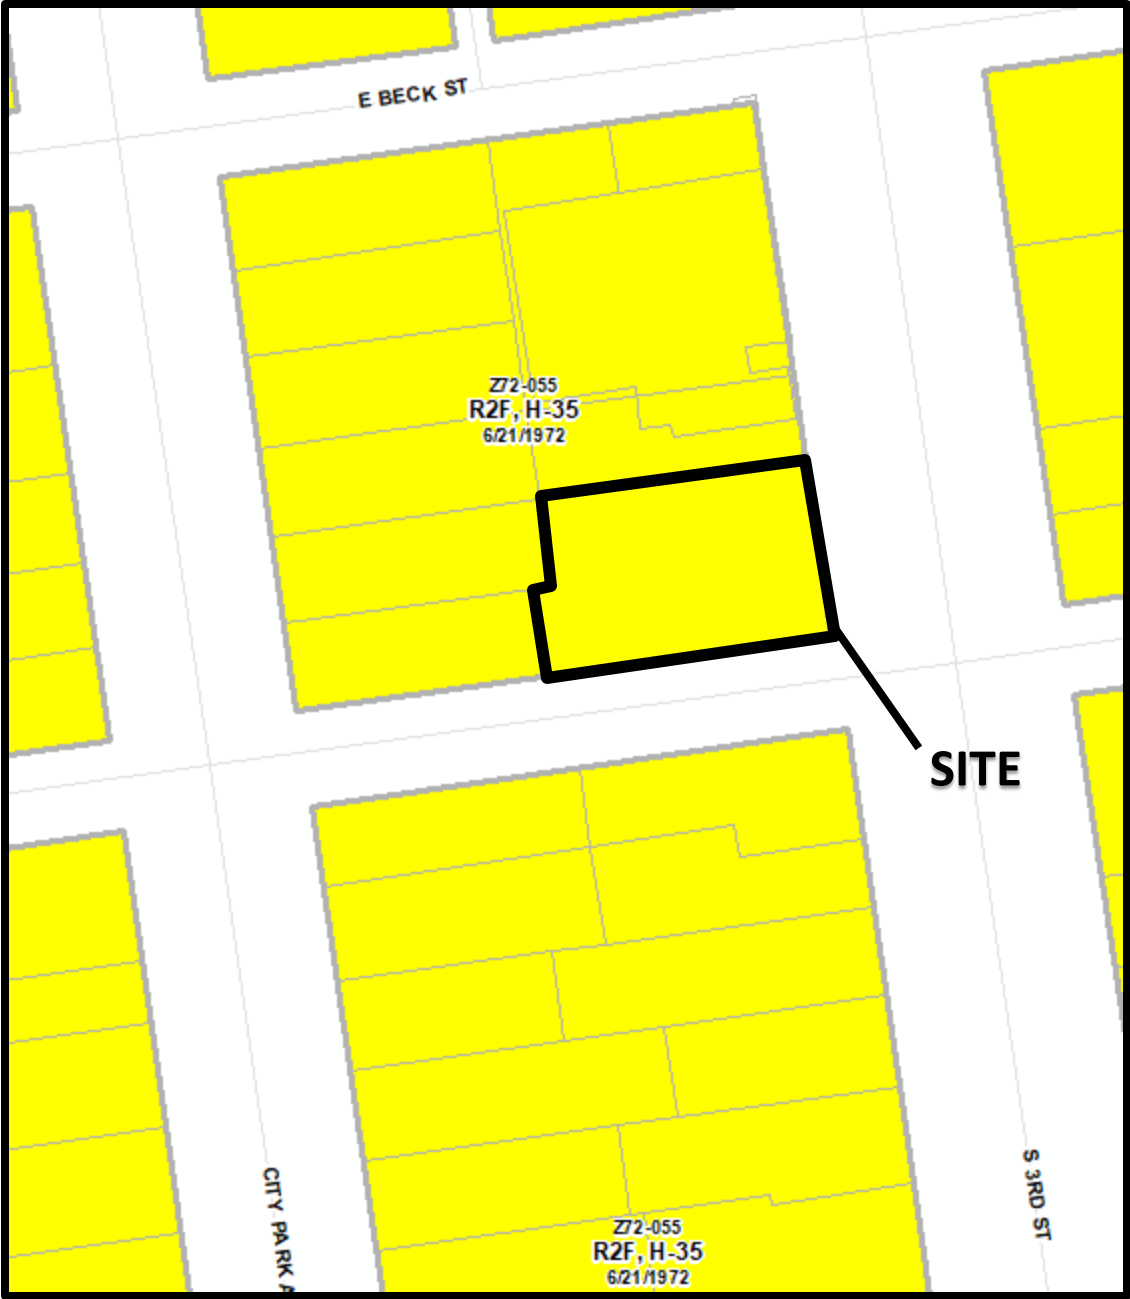 E BECK ST
Z72-055
R2F, H-35
6/21/1972
SITE
CITY PARK A
S 3RD ST
Z72-055
R2F, H-35
6/21/1972